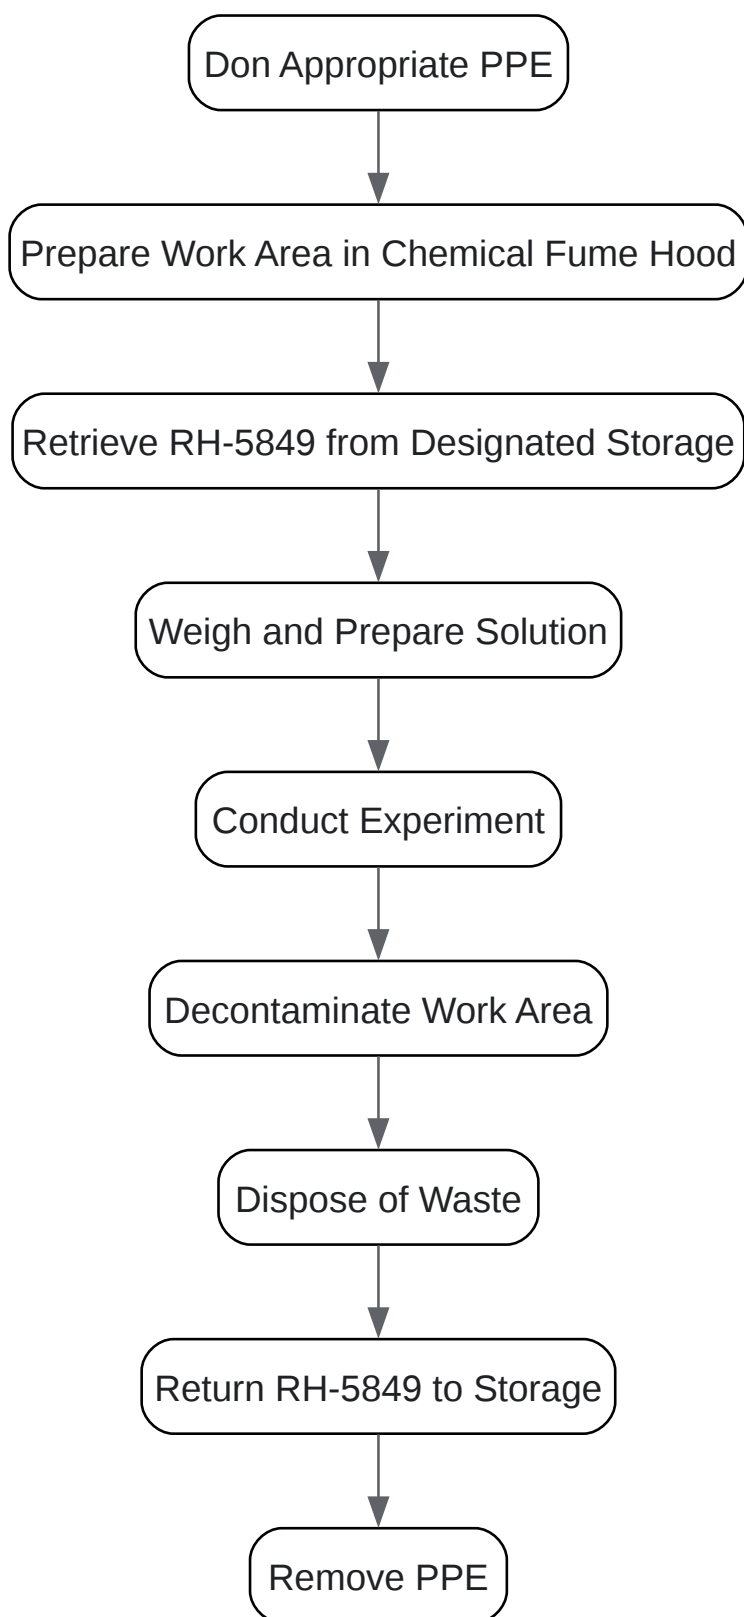 Don Appropriate PPE
Prepare Work Area in Chemical Fume Hood
Retrieve RH-5849 from Designated Storage
Weigh and Prepare Solution
Conduct Experiment
Decontaminate Work Area
Dispose of Waste
Return RH-5849 to Storage
Remove PPE